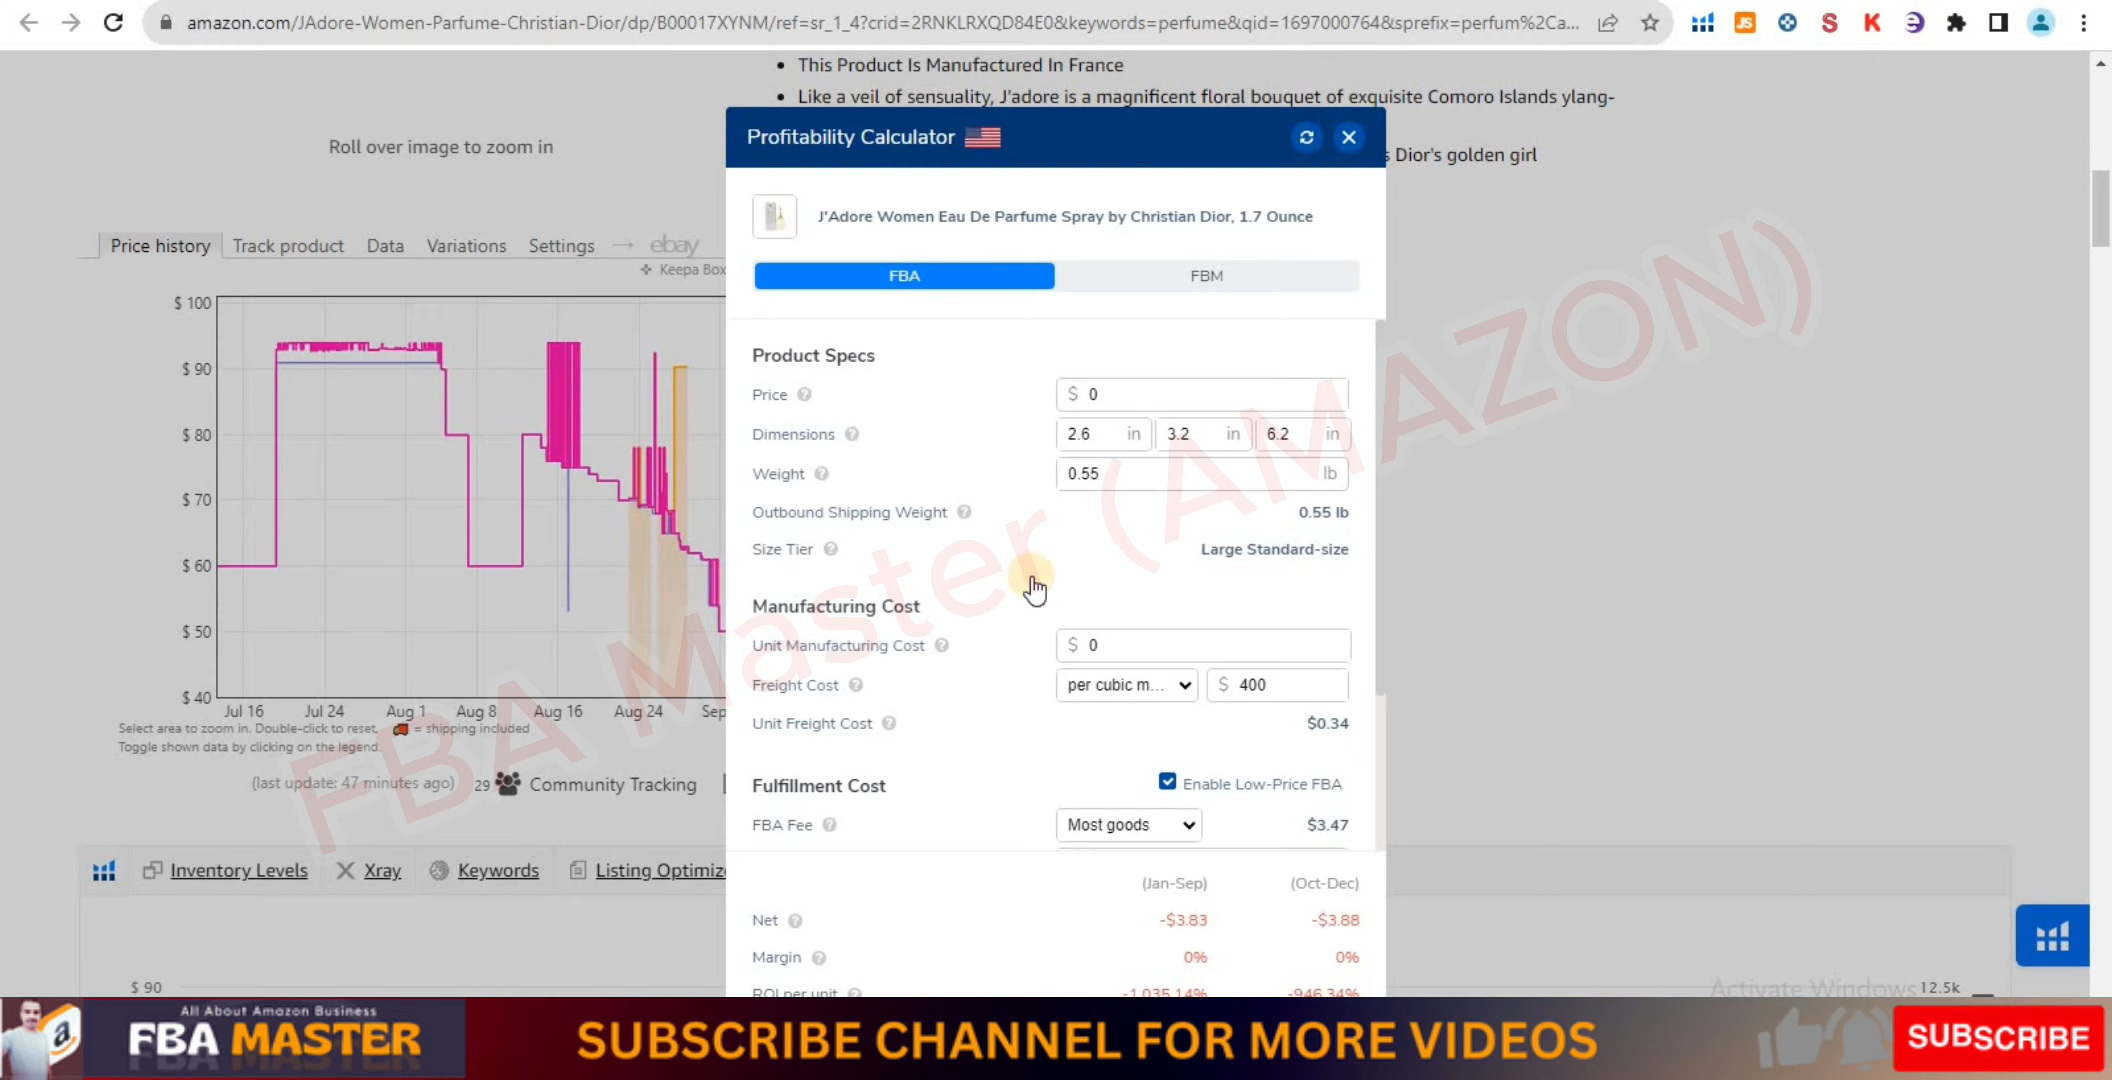 amazon.com/JAdore-Women-Parfume-Christian-Dior/dp/B00017XYNM/ref=sr_1_4?crid=2RNKLRXQD84E0&keywords=perfume&qid=1697000764&sprefix=perfum%2Ca...
This Product Is Manufactured In France
Like a veil of sensuality, J'adore is a magnificent floral bouquet of exquisite Comoro Islands ylang-
Dior's golden girl
Roll over image to zoom in
Price history Track product Data Variations Settings → ebay
Keepa Box
$ 100
$ 90
$ 80
$ 70
$ 60
$ 50
$ 40
Jul 16 Jul 24 Aug 1 Aug 8 Aug 16 Aug 24 Sep
Select area to zoom in. Double-click to reset. = shipping included
Toggle shown data by clicking on the legend.
(last update: 47 minutes ago) 29 Community Tracking
Inventory Levels Xray Keywords Listing Optimize
$ 90
Profitability Calculator
J'Adore Women Eau De Parfume Spray by Christian Dior, 1.7 Ounce
FBA FBM
Product Specs
Price ? $ 0
Dimensions ? 2.6 in 3.2 in 6.2 in
Weight ? 0.55 lb
Outbound Shipping Weight ? 0.55 lb
Size Tier ? Large Standard-size
Manufacturing Cost
Unit Manufacturing Cost ? $ 0
Freight Cost ? per cubic m... $ 400
Unit Freight Cost ? $0.34
Fulfillment Cost Enable Low-Price FBA
FBA Fee ? Most goods $3.47
(Jan-Sep) (Oct-Dec)
Net ? -$3.83 -$3.88
Margin ? 0% 0%
ROI per unit ? -1,035.14% -946.34%
FBA Master (AMAZON)
Activate Windows
12.5k
All About Amazon Business
FBA MASTER
SUBSCRIBE CHANNEL FOR MORE VIDEOS
SUBSCRIBE